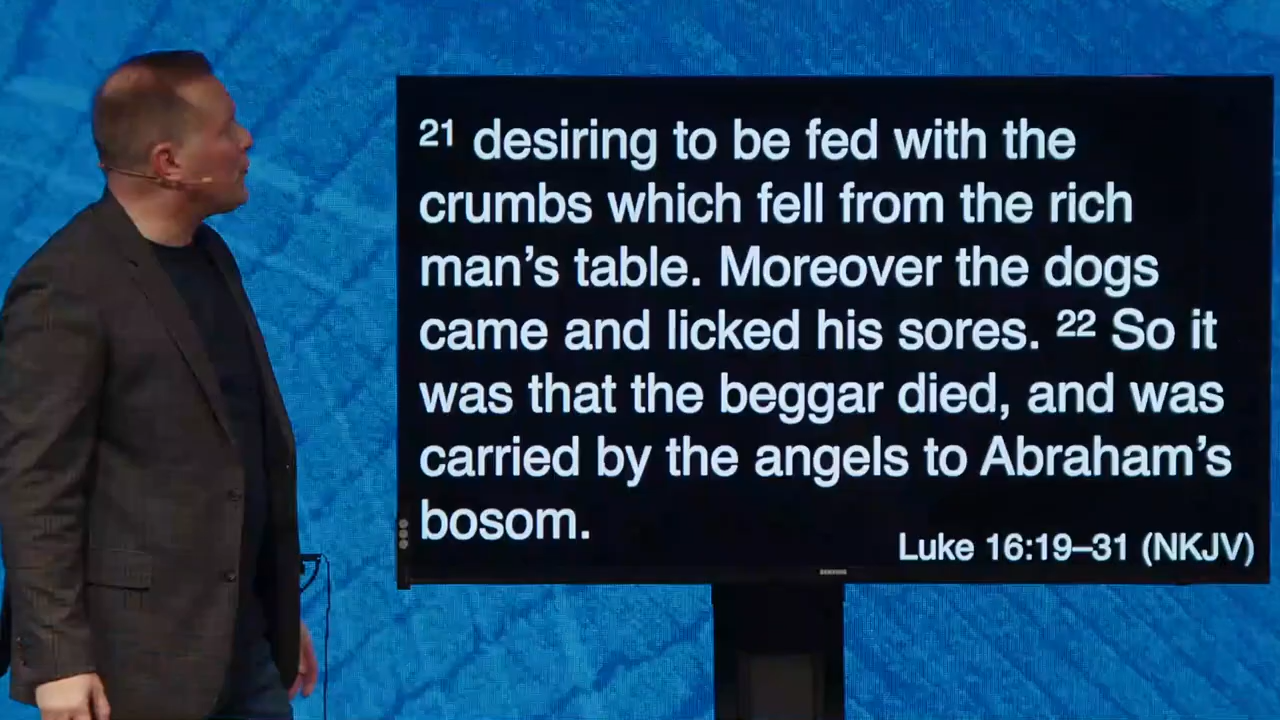 21 desiring to be fed with the
crumbs which fell from the rich
man’s table. Moreover the dogs
came and licked his sores. 22 So it
was that the beggar died, and was
carried by the angels to Abraham’s
bosom.
Luke 16:19–31 (NKJV)
SAMSUNG